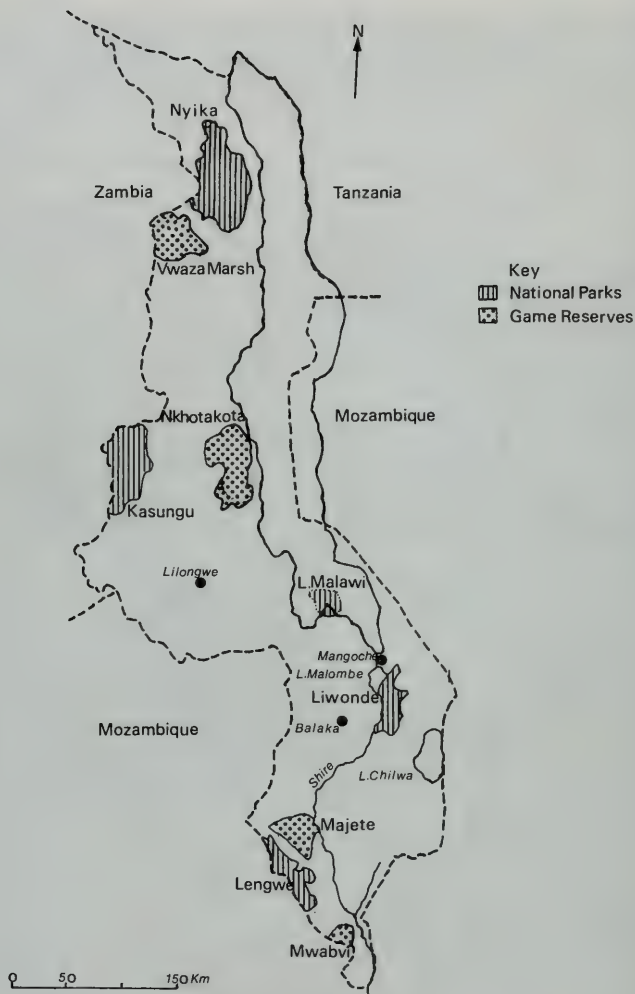 N
Nyika
Zambia
Tanzania
Vwaza Marsh
Key
National Parks
Game Reserves
Nkhotakota
Mozambique
Kasungu
Lilongwe
L.Malawi
Mangoche
L.Malombe
Liwonde
Mozambique
Balaka
Shire
L.Chilwa
Majete
Lengwe
Mwabvi
0 50 150 Km